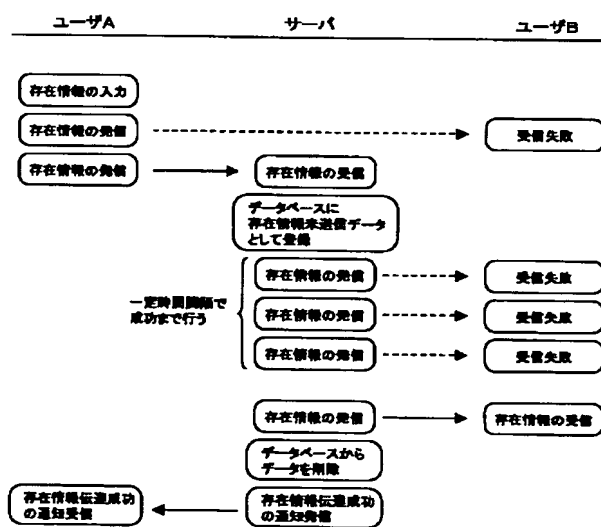 ユーザA
サーバ
ユーザB
存在情報の入力
存在情報の発信
受信失敗
存在情報の発信
存在情報の受信
データベースに
存在情報未送信データ
として登録
一定時間間隔で
成功まで行う
存在情報の発信
受信失敗
存在情報の発信
受信失敗
存在情報の発信
受信失敗
存在情報の発信
存在情報の受信
データベースから
データを削除
存在情報伝達成功
の通知発信
存在情報伝達成功
の通知受信